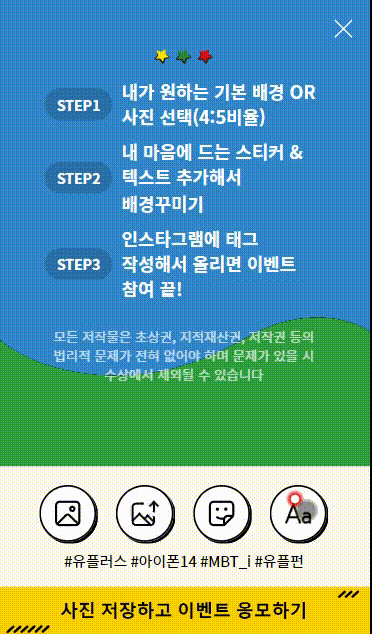 STEP1
내가 원하는 기본 배경 OR
사진 선택(4:5비율)
STEP2
내 마음에 드는 스티커 &
텍스트 추가해서
배경꾸미기
STEP3
인스타그램에 태그
작성해서 올리면 이벤트
참여 끝!
모든 저작물은 초상권, 지적재산권, 저작권 등의
법리적 문제가 전혀 없어야 하며 문제가 있을 시
수상에서 제외될 수 있습니다
Aa
#유플러스 #아이폰14 #MBT_i #유플펀
사진 저장하고 이벤트 응모하기